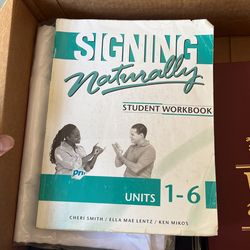 SIGNING
Naturally
STUDENT WORKBOOK
UNITS 1-6
CHERI SMITH / ELLA MAE LENTZ / KEN MIKOS